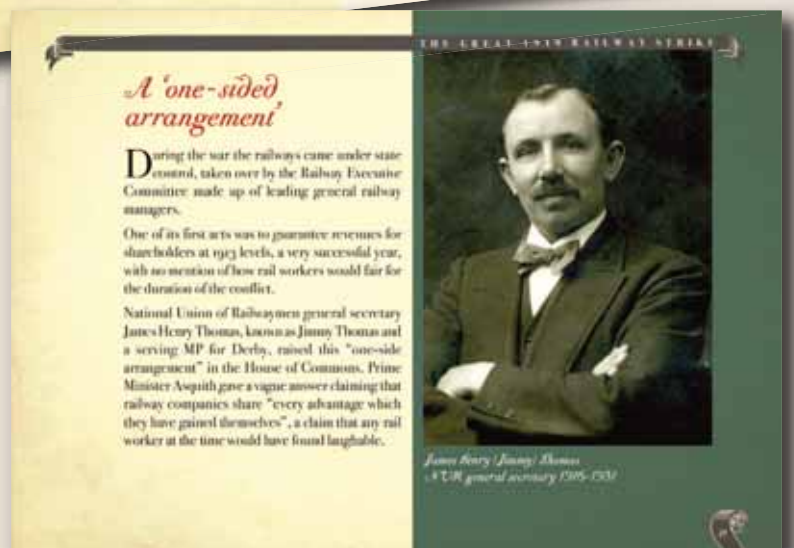 THE GREAT 1919 RAILWAY STRIKE
A 'one-sided
arrangement'
During the war the railways came under state
control, taken over by the Railway Executive
Committee made up of leading general railway
managers.
One of its first acts was to guarantee revenues for
shareholders at 1913 levels, a very successful year,
with no mention of how rail workers would fair for
the duration of the conflict.
National Union of Railwaymen general secretary
James Henry Thomas, known as Jimmy Thomas and
a serving MP for Derby, raised this "one-side
arrangement" in the House of Commons. Prime
Minister Asquith gave a vague answer claiming that
railway companies share "every advantage which
they have gained themselves", a claim that any rail
worker at the time would have found laughable.
James Henry (Jimmy) Thomas
NUR general secretary